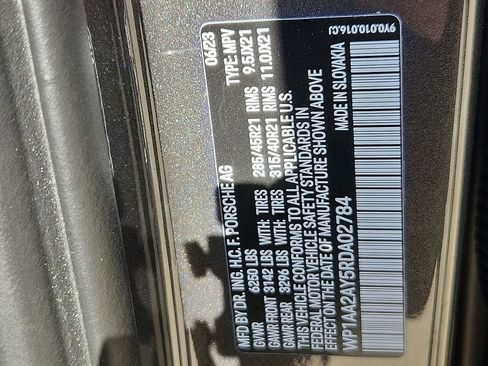 MFD BY DR. ING. H.C. F. PORSCHE AG 06/23
GVWR 6250 LBS TYPE: MPV
GAWR FRONT 3142 LBS WITH: TIRES 285/45R21 RIMS 9.5JX21
GAWR REAR 3296 LBS WITH: TIRES 315/40R21 RIMS 11.0JX21
THIS VEHICLE CONFORMS TO ALL APPLICABLE U.S.
FEDERAL MOTOR VEHICLE SAFETY STANDARDS IN
EFFECT ON THE DATE OF MANUFACTURE SHOWN ABOVE
WP1AA2AY5RDA02784 MADE IN SLOVAKIA
9Y0.010.016.CJ